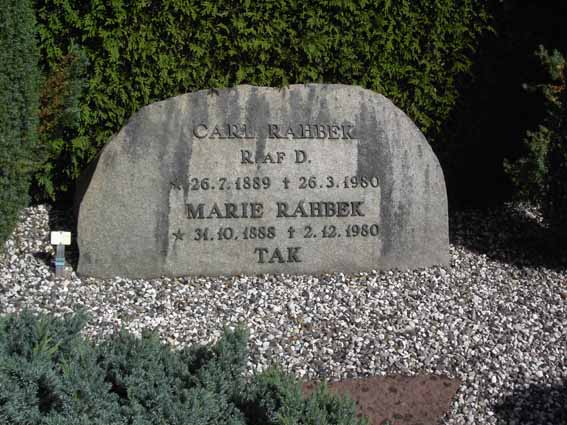 CARL RAHBEK
R. AF D.
* 26.7.1889 † 26.3.1980
MARIE RAHBEK
* 31.10.1888 † 2.12.1980
TAK